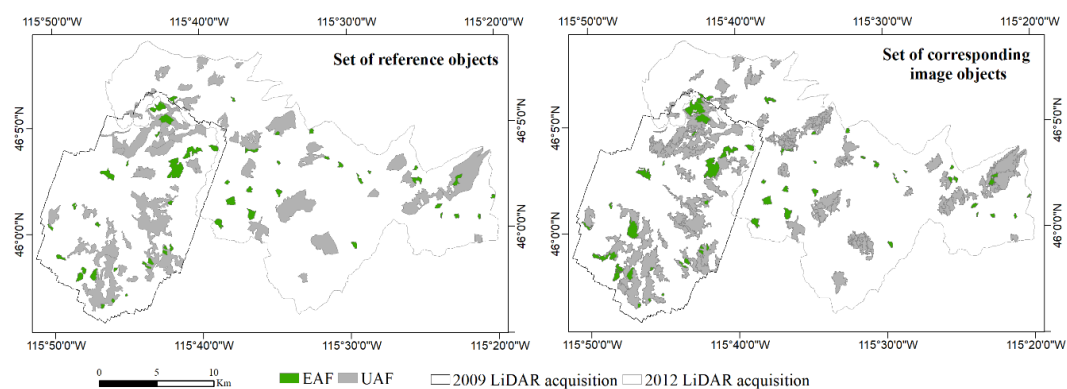 115°50'0"W 115°40'0"W 115°30'0"W 115°20'0"W
115°50'0"W 115°40'0"W 115°30'0"W 115°20'0"W
Set of reference objects
Set of corresponding
image objects
46°5'0"N 46°5'0"N 46°5'0"N 46°5'0"N
46°0'0"N 46°0'0"N 46°0'0"N 46°0'0"N
115°50'0"W 115°40'0"W 115°30'0"W 115°20'0"W
115°50'0"W 115°40'0"W 115°30'0"W 115°20'0"W
0 5 10
Km
EAF UAF 2009 LiDAR acquisition 2012 LiDAR acquisition